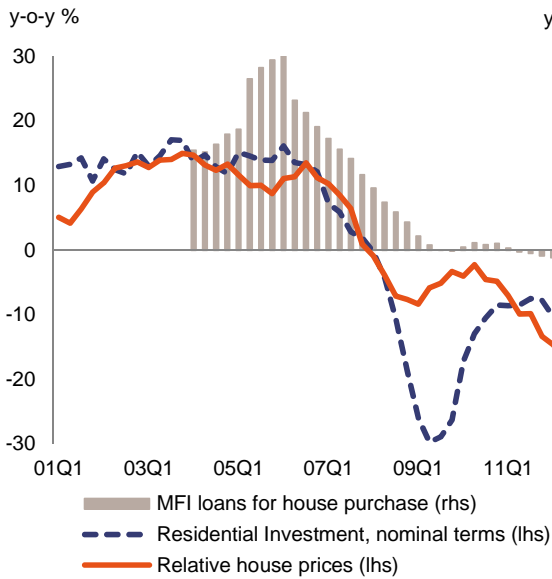 y-o-y %
y
30
20
10
0
-10
-20
-30
01Q1 03Q1 05Q1 07Q1 09Q1 11Q1
MFI loans for house purchase (rhs)
Residential Investment, nominal terms (lhs)
Relative house prices (lhs)